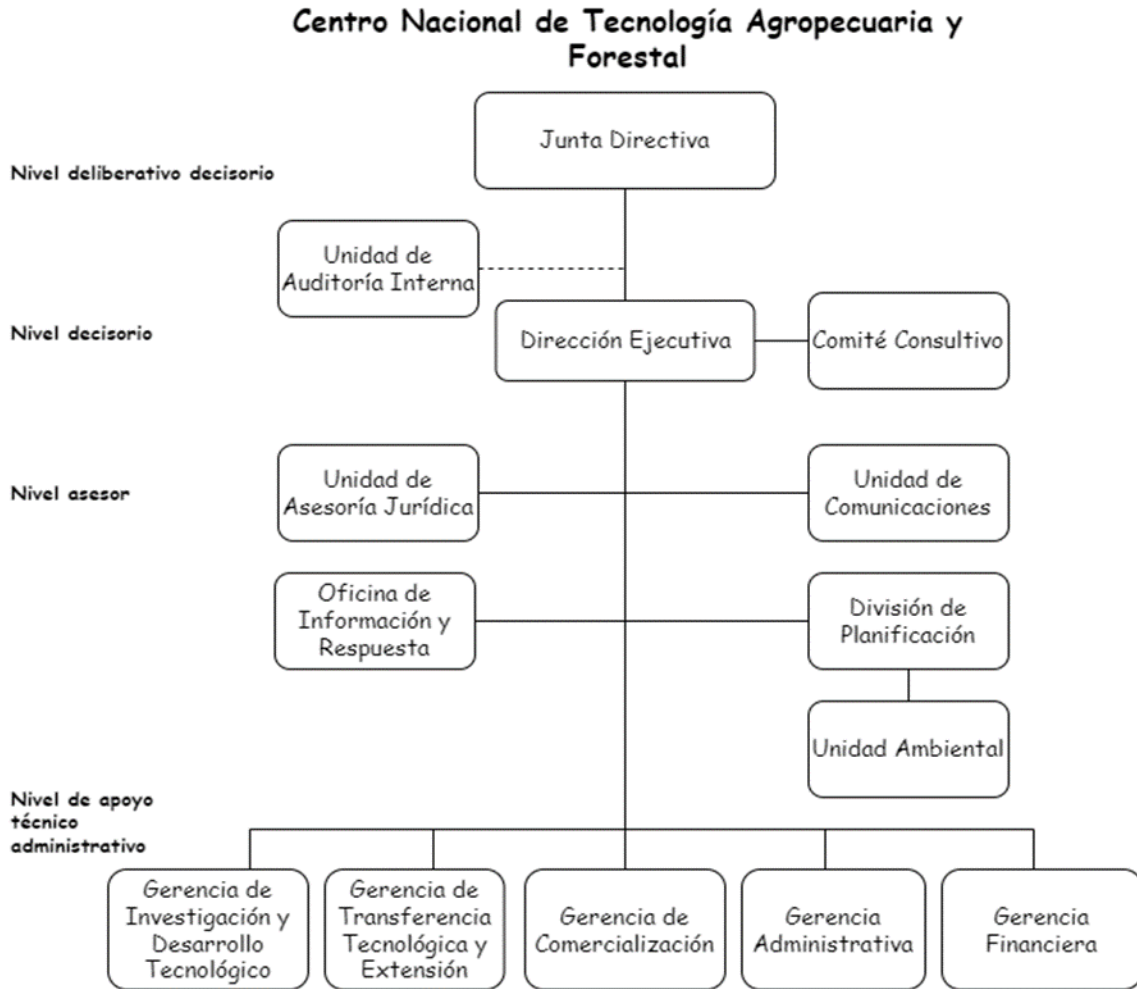 Centro Nacional de Tecnología Agropecuaria y
Forestal
Junta Directiva
Nivel deliberativo decisorio
Unidad de
Auditoría Interna
Nivel decisorio
Dirección Ejecutiva
Comité Consultivo
Nivel asesor
Unidad de
Asesoría Jurídica
Unidad de
Comunicaciones
Oficina de
Información y
Respuesta
División de
Planificación
Unidad Ambiental
Nivel de apoyo
técnico
administrativo
Gerencia de
Investigación y
Desarrollo
Tecnológico
Gerencia de
Transferencia
Tecnológica y
Extensión
Gerencia de
Comercialización
Gerencia
Administrativa
Gerencia
Financiera